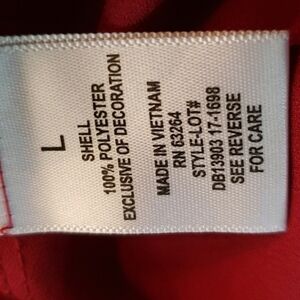 L
SHELL
100% POLYESTER
EXCLUSIVE OF DECORATION
MADE IN VIETNAM
RN 63264
STYLE-LOT#
DB13903 17-1698
SEE REVERSE
FOR CARE